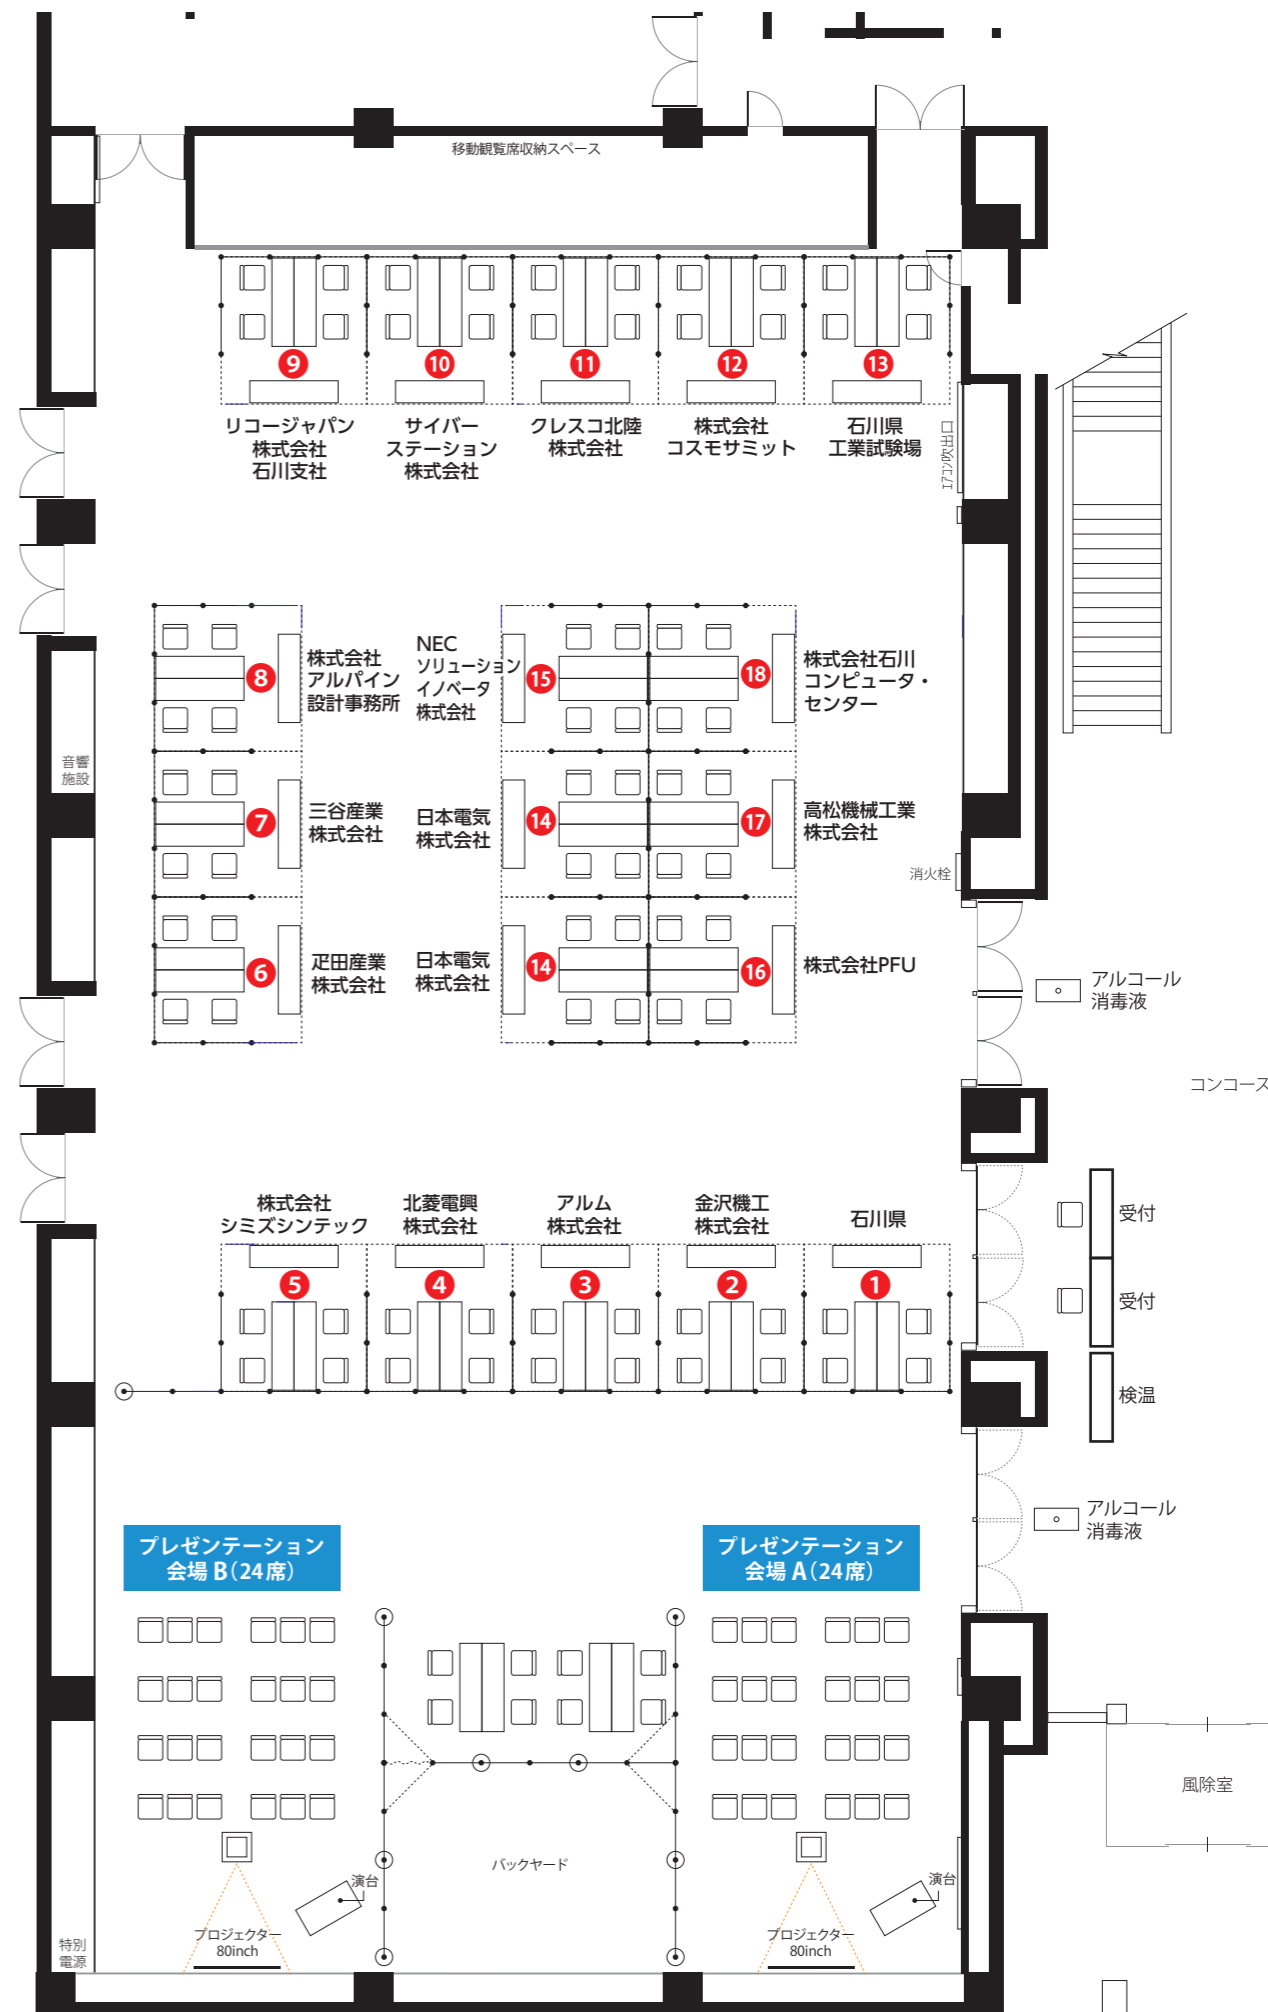 移動観覧席収納スペース
9
10
11
12
13
リコージャパン
株式会社
石川支社
サイバー
ステーション
株式会社
クレスコ北陸
株式会社
株式会社
コスモサミット
石川県
工業試験場
エアコン吹出口
8
株式会社
アルパイン
設計事務所
NEC
ソリューション
イノベータ
株式会社
15
18
株式会社石川
コンピュータ・
センター
音響
施設
7
三谷産業
株式会社
日本電気
株式会社
14
17
高松機械工業
株式会社
消火栓
6
疋田産業
株式会社
日本電気
株式会社
14
16
株式会社PFU
アルコール
消毒液
コンコース
株式会社
シミズシンテック
北菱電興
株式会社
アルム
株式会社
金沢機工
株式会社
石川県
5
4
3
2
1
受付
受付
検温
アルコール
消毒液
プレゼンテーション
会場 B（24席）
プレゼンテーション
会場 A（24席）
風除室
バックヤード
演台
プロジェクター
80inch
演台
プロジェクター
80inch
特別
電源